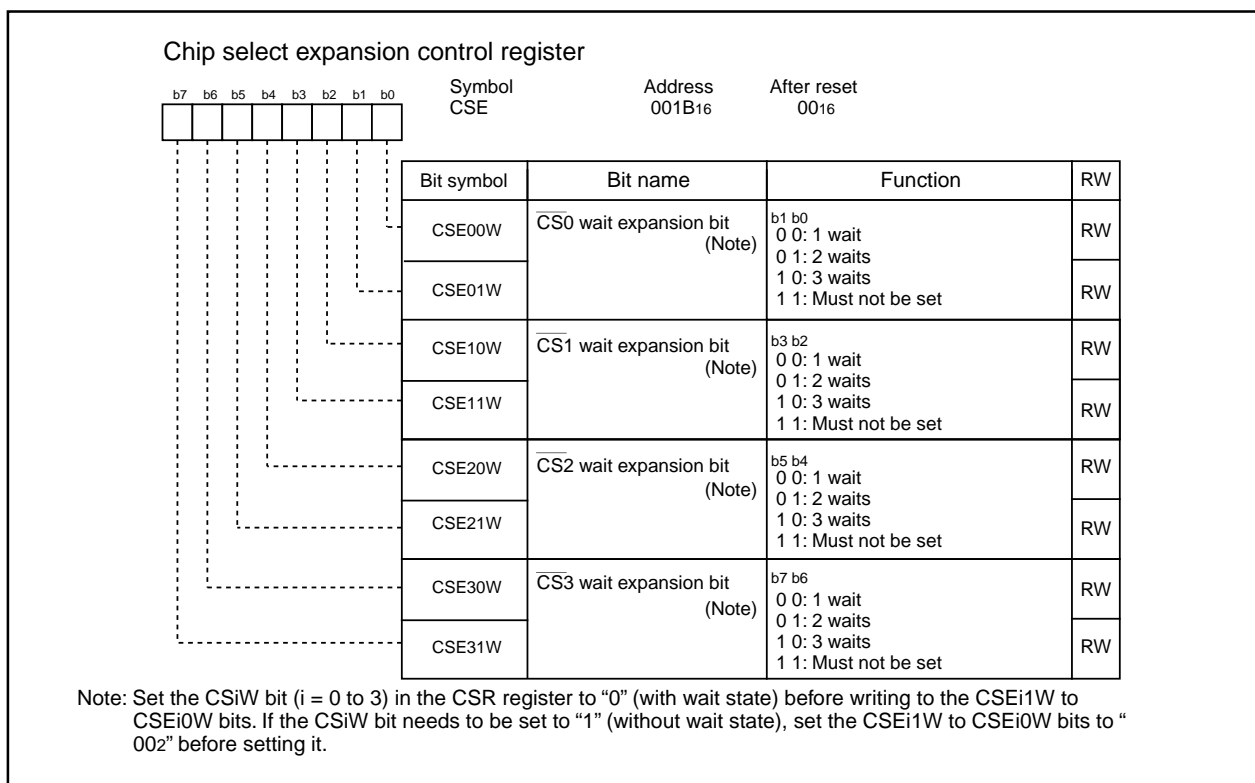 Chip select expansion control register
Symbol Address After reset
b7 b6 b5 b4 b3 b2 b1 b0
CSE 001B16 0016
Bit symbol Bit name Function RW
CSE00W CS0 wait expansion bit (Note) b1 b0 RW
0 0: 1 wait
0 1: 2 waits
1 0: 3 waits
1 1: Must not be set
CSE01W RW
CSE10W CS1 wait expansion bit (Note) b3 b2 RW
0 0: 1 wait
0 1: 2 waits
1 0: 3 waits
1 1: Must not be set
CSE11W RW
CSE20W CS2 wait expansion bit (Note) b5 b4 RW
0 0: 1 wait
0 1: 2 waits
1 0: 3 waits
1 1: Must not be set
CSE21W RW
CSE30W CS3 wait expansion bit (Note) b7 b6 RW
0 0: 1 wait
0 1: 2 waits
1 0: 3 waits
1 1: Must not be set
CSE31W RW
Note: Set the CSiW bit (i = 0 to 3) in the CSR register to “0” (with wait state) before writing to the CSEi1W to
CSEi0W bits. If the CSiW bit needs to be set to “1” (without wait state), set the CSEi1W to CSEi0W bits to “
002” before setting it.